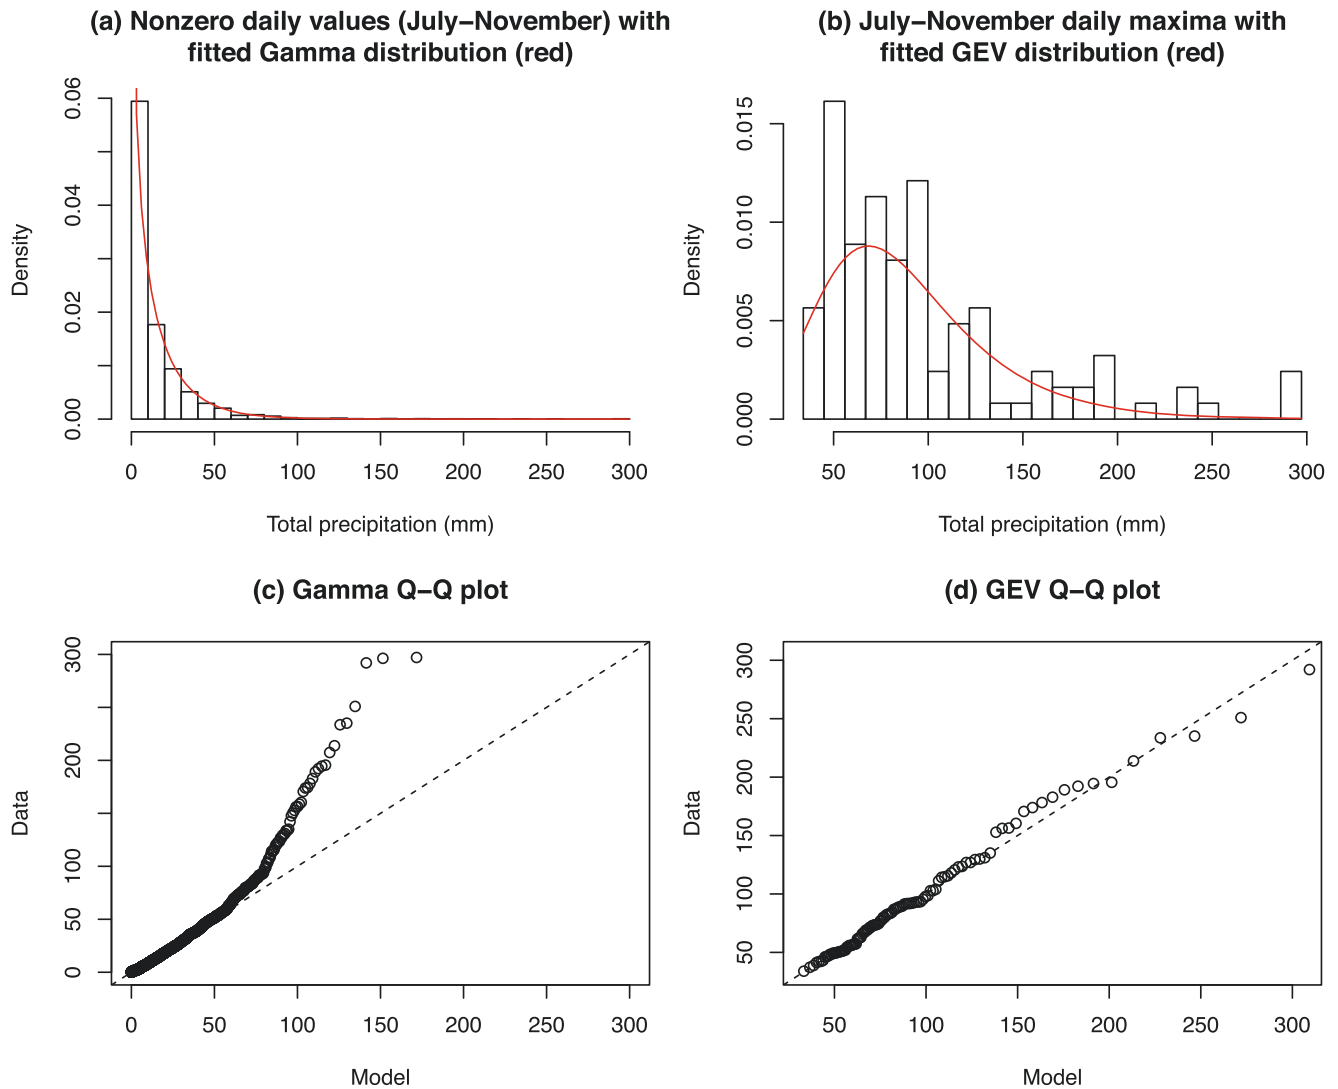 (a) Nonzero daily values (July−November) with
fitted Gamma distribution (red)
Density
0.00 0.02 0.04 0.06
0 50 100 150 200 250 300
Total precipitation (mm)
(b) July−November daily maxima with
fitted GEV distribution (red)
Density
0.000 0.005 0.010 0.015
50 100 150 200 250 300
Total precipitation (mm)
(c) Gamma Q−Q plot
Data
0 50 100 200 300
0 50 100 150 200 250 300
Model
(d) GEV Q−Q plot
Data
50 100 150 200 250 300
50 100 150 200 250 300
Model